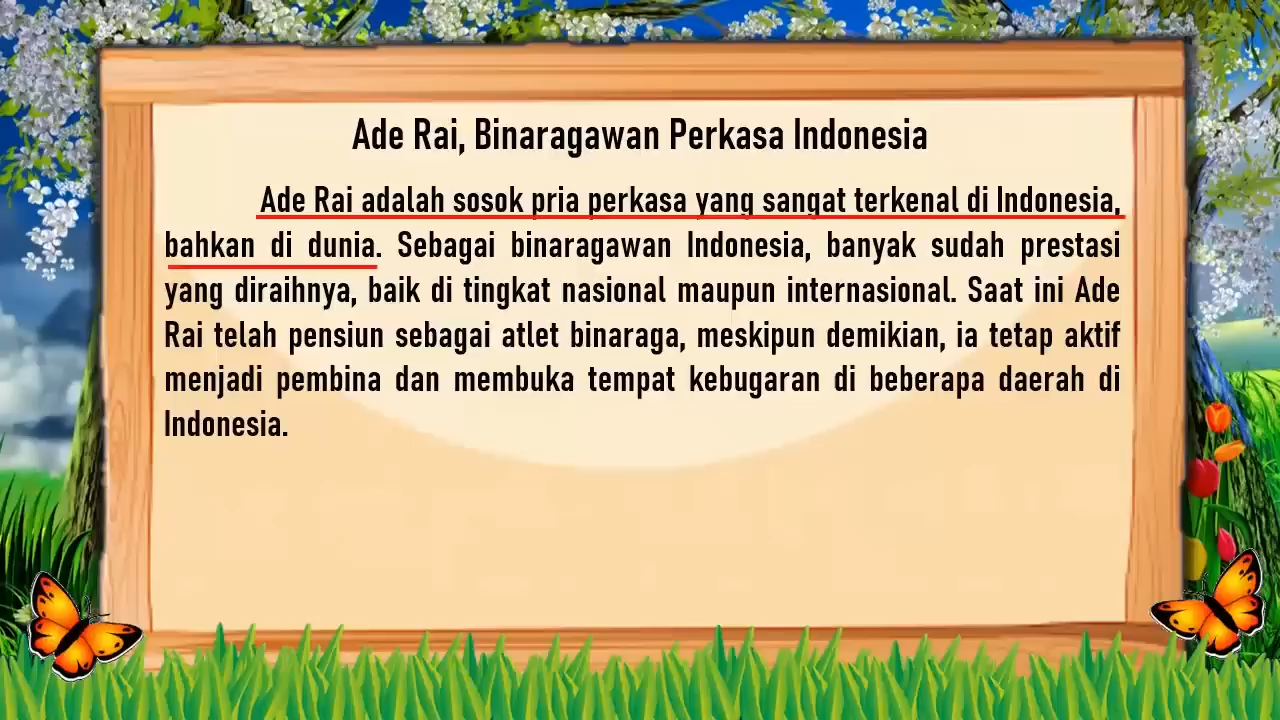 Ade Rai, Binaragawan Perkasa Indonesia
Ade Rai adalah sosok pria perkasa yang sangat terkenal di Indonesia,
bahkan di dunia. Sebagai binaragawan Indonesia, banyak sudah prestasi
yang diraihnya, baik di tingkat nasional maupun internasional. Saat ini Ade
Rai telah pensiun sebagai atlet binaraga, meskipun demikian, ia tetap aktif
menjadi pembina dan membuka tempat kebugaran di beberapa daerah di
Indonesia.